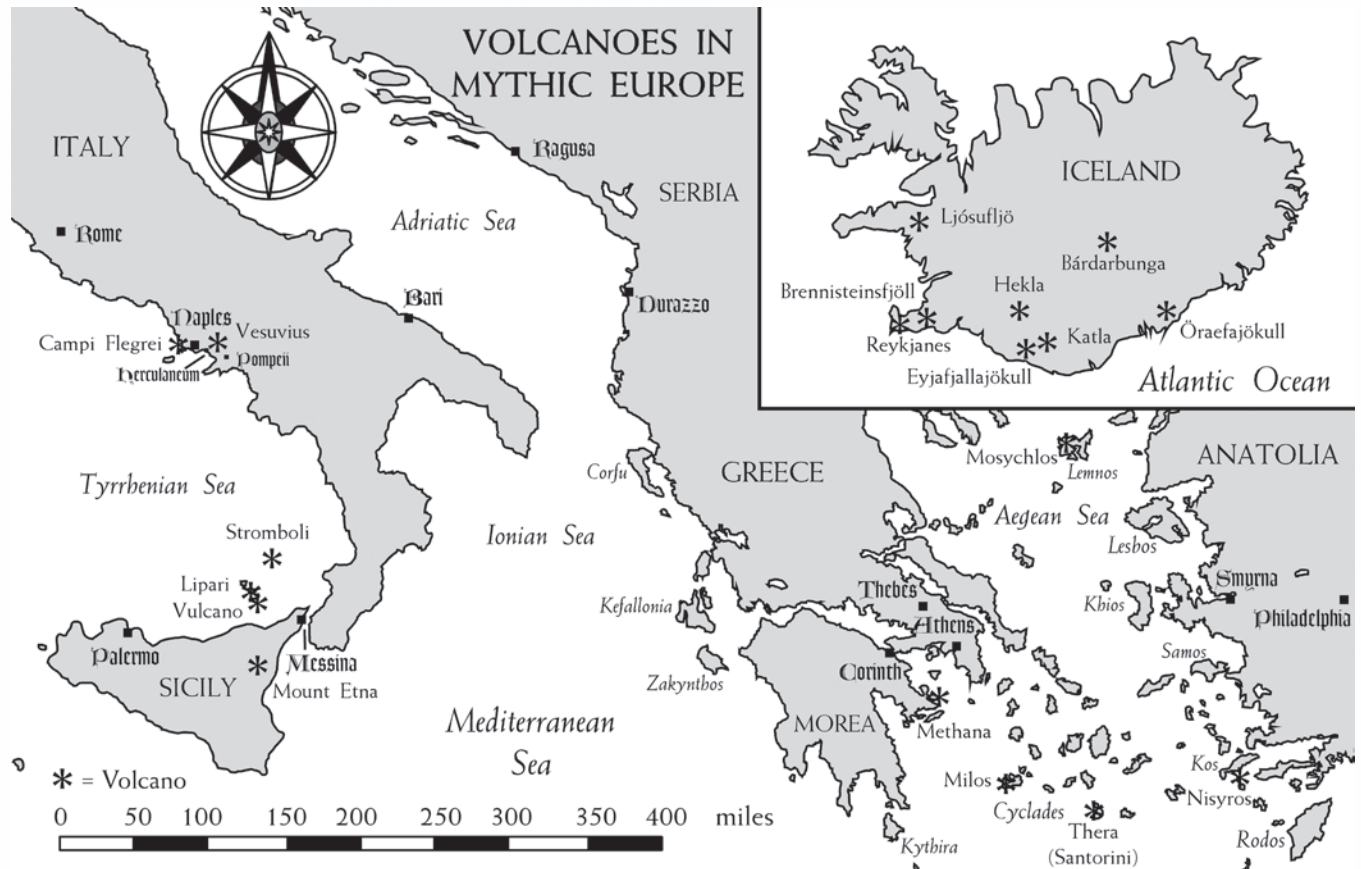 VOLCANOES IN
MYTHIC EUROPE
ITALY
Rome
Adriatic Sea
Ragusa
SERBIA
Bari
Durazzo
Naples
Campi Flegrei
Vesuvius
Pompeii
Herculaneum
Tyrrhenian Sea
Stromboli
Lipari
Vulcano
Palermo
SICILY
Messina
Mount Etna
Ionian Sea
Mediterranean
Sea
Corfu
GREECE
Kefallonia
Zakynthos
Thebes
Athens
Corinth
MOREA
Methana
Milos
Cyclades
Thera
(Santorini)
Kythira
Mosychlos
Lemnos
Aegean Sea
Lesbos
ANATOLIA
Khios
Smyrna
Philadelphia
Samos
Kos
Nisyros
Rodos
ICELAND
Ljósufljö
Bárdarbunga
Hekla
Brennisteinsfjöll
Reykjanes
Katla
Eyjafjallajökull
Öraefajökull
Atlantic Ocean
* = Volcano
0 50 100 150 200 250 300 350 400 miles